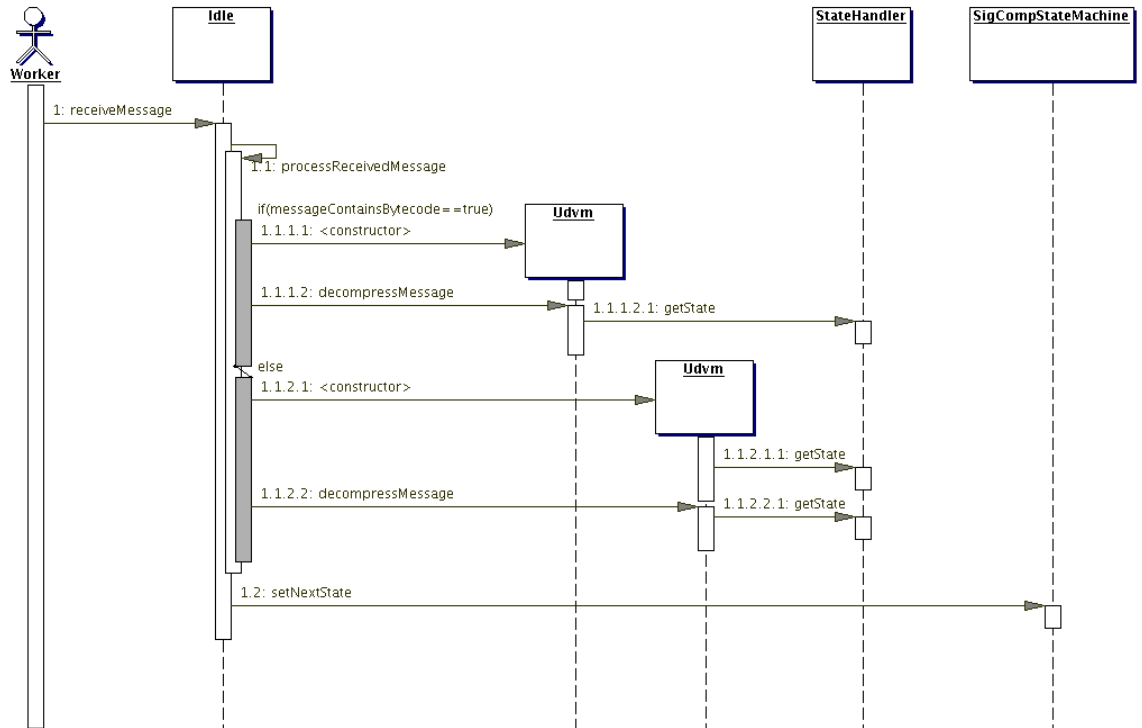 Idle
StateHandler
SigCompStateMachine
Worker
1: receiveMessage
1.1: processReceivedMessage
if(messageContainsBytecode==true)
Udvm
1.1.1.1: <constructor>
1.1.1.2: decompressMessage
1.1.1.2.1: getState
else
Udvm
1.1.2.1: <constructor>
1.1.2.1.1: getState
1.1.2.2: decompressMessage
1.1.2.2.1: getState
1.2: setNextState